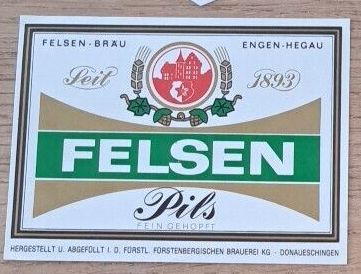 FELSEN-BRÄU ENGEN-HEGAU
Seit 1893
FELSEN
Pils
FEIN GEHOPFT
HERGESTELLT U. ABGEFÜLLT I. D. FÜRSTL. FÜRSTENBERGISCHEN BRAUEREI KG · DONAUESCHINGEN